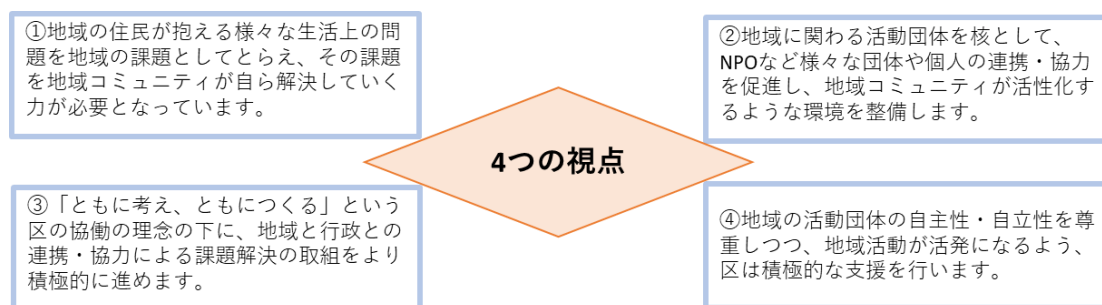 ①地域の住民が抱える様々な生活上の問
題を地域の課題としてとらえ、その課題
を地域コミュニティが自ら解決していく
力が必要となっています。
②地域に関わる活動団体を核として、
NPOなど様々な団体や個人の連携・協力
を促進し、地域コミュニティが活性化す
るような環境を整備します。
4つの視点
③「ともに考え、ともにつくる」という
区の協働の理念の下に、地域と行政との
連携・協力による課題解決の取組をより
積極的に進めます。
④地域の活動団体の自主性・自立性を尊
重しつつ、地域活動が活発になるよう、
区は積極的な支援を行います。